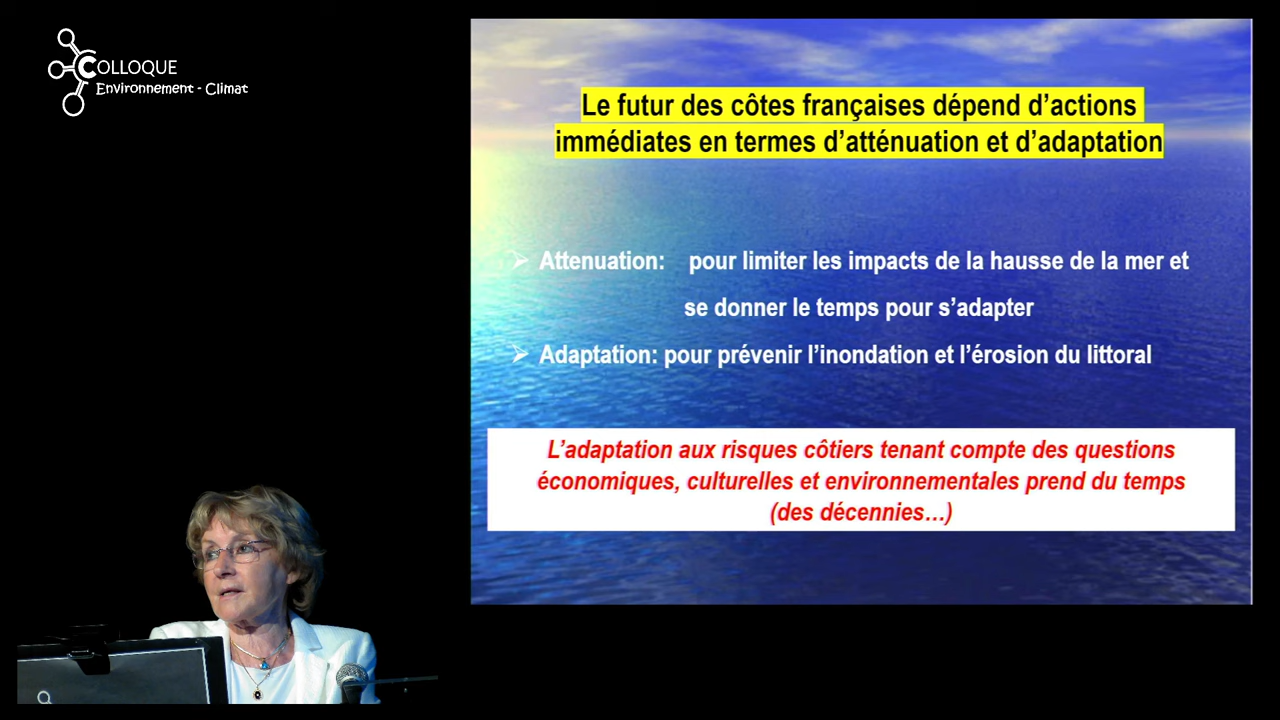 COLLOQUE
Environnement - Climat
Le futur des côtes françaises dépend d’actions
immédiates en termes d’atténuation et d’adaptation
Attenuation: pour limiter les impacts de la hausse de la mer et
se donner le temps pour s’adapter
Adaptation: pour prévenir l’inondation et l’érosion du littoral
L’adaptation aux risques côtiers tenant compte des questions
économiques, culturelles et environnementales prend du temps
(des décennies…)